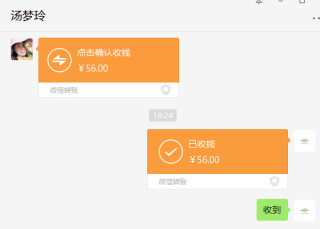 汤梦玲
点击确认收钱
￥56.00
微信转账
18:24
已收钱
￥56.00
微信转账
收到